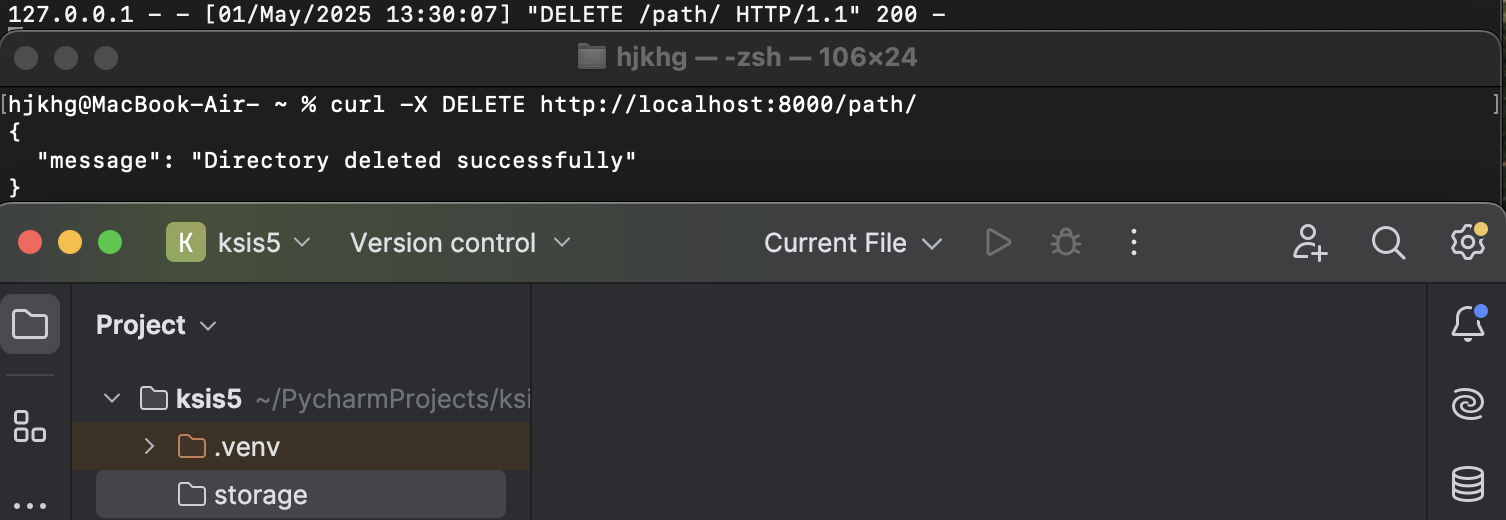 127.0.0.1 - - [01/May/2025 13:30:07] "DELETE /path/ HTTP/1.1" 200 -
hjkhg — -zsh — 106×24
[hjkhg@MacBook-Air- ~ % curl -X DELETE http://localhost:8000/path/ ]
{
"message": "Directory deleted successfully"
}
K ksis5 Version control Current File
Project
ksis5 ~/PycharmProjects/ksi
.venv
storage